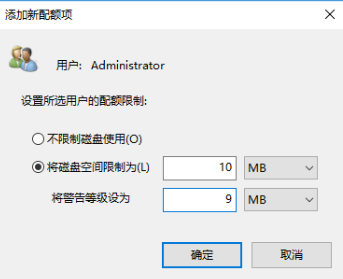 添加新配额项
用户: Administrator
设置所选用户的配额限制:
不限制磁盘使用(O)
将磁盘空间限制为(L) 10 MB
将警告等级设为 9 MB
确定 取消